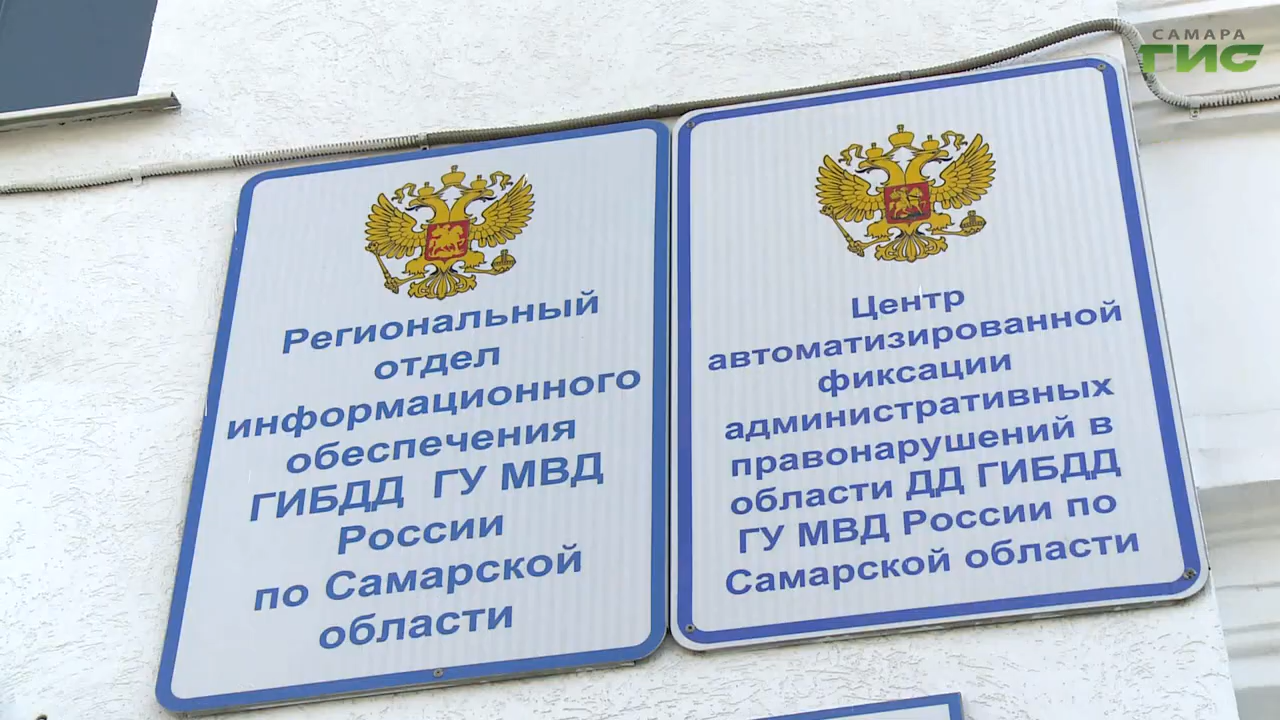 САМАРА
ГИС
Региональный
отдел
информационного
обеспечения
ГИБДД ГУ МВД
России
по Самарской
области
Центр
автоматизированной
фиксации
административных
правонарушений в
области ДД ГИБДД
ГУ МВД России по
Самарской области